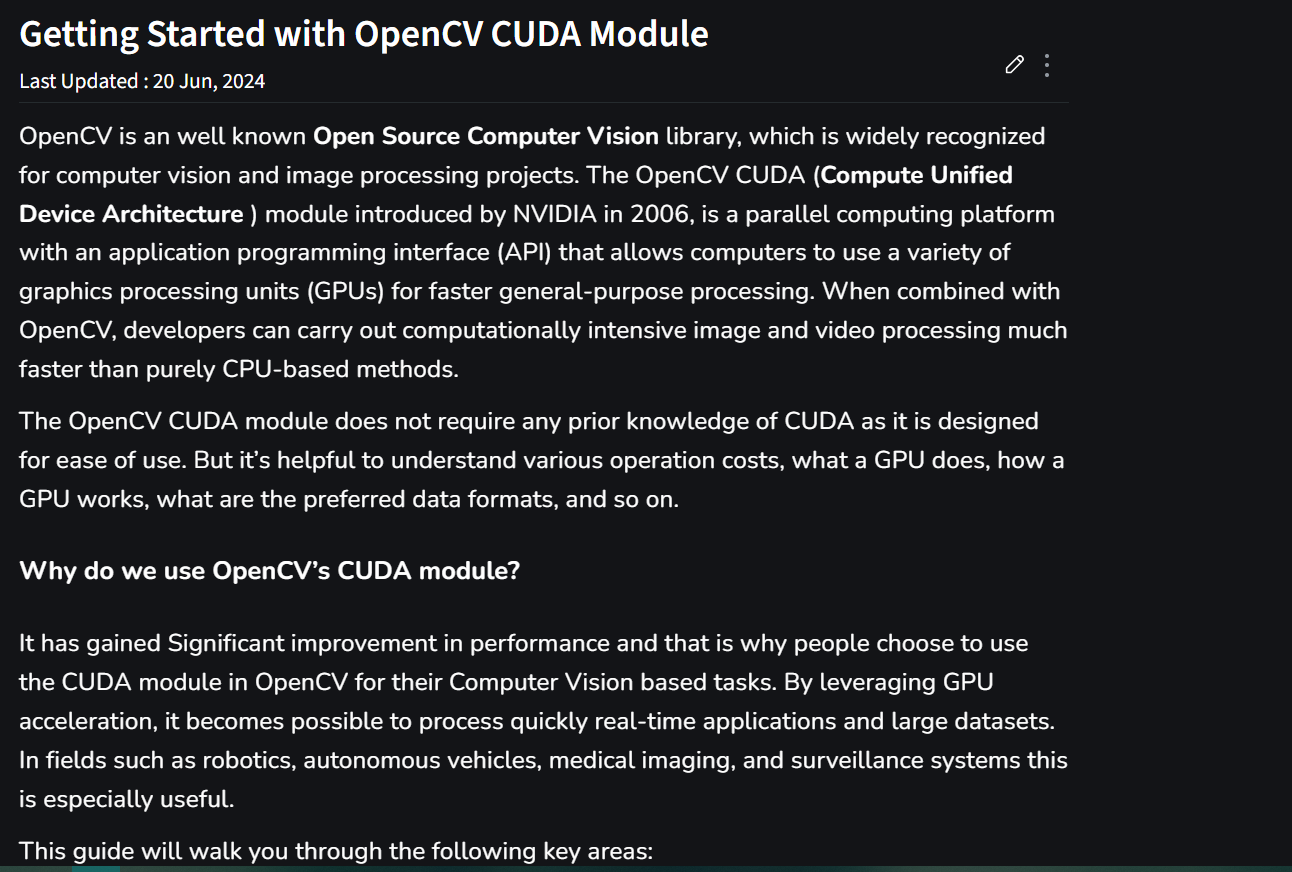 Getting Started with OpenCV CUDA Module
Last Updated : 20 Jun, 2024
OpenCV is an well known Open Source Computer Vision library, which is widely recognized
for computer vision and image processing projects. The OpenCV CUDA (Compute Unified
Device Architecture ) module introduced by NVIDIA in 2006, is a parallel computing platform
with an application programming interface (API) that allows computers to use a variety of
graphics processing units (GPUs) for faster general-purpose processing. When combined with
OpenCV, developers can carry out computationally intensive image and video processing much
faster than purely CPU-based methods.
The OpenCV CUDA module does not require any prior knowledge of CUDA as it is designed
for ease of use. But it’s helpful to understand various operation costs, what a GPU does, how a
GPU works, what are the preferred data formats, and so on.
Why do we use OpenCV’s CUDA module?
It has gained Significant improvement in performance and that is why people choose to use
the CUDA module in OpenCV for their Computer Vision based tasks. By leveraging GPU
acceleration, it becomes possible to process quickly real-time applications and large datasets.
In fields such as robotics, autonomous vehicles, medical imaging, and surveillance systems this
is especially useful.
This guide will walk you through the following key areas: